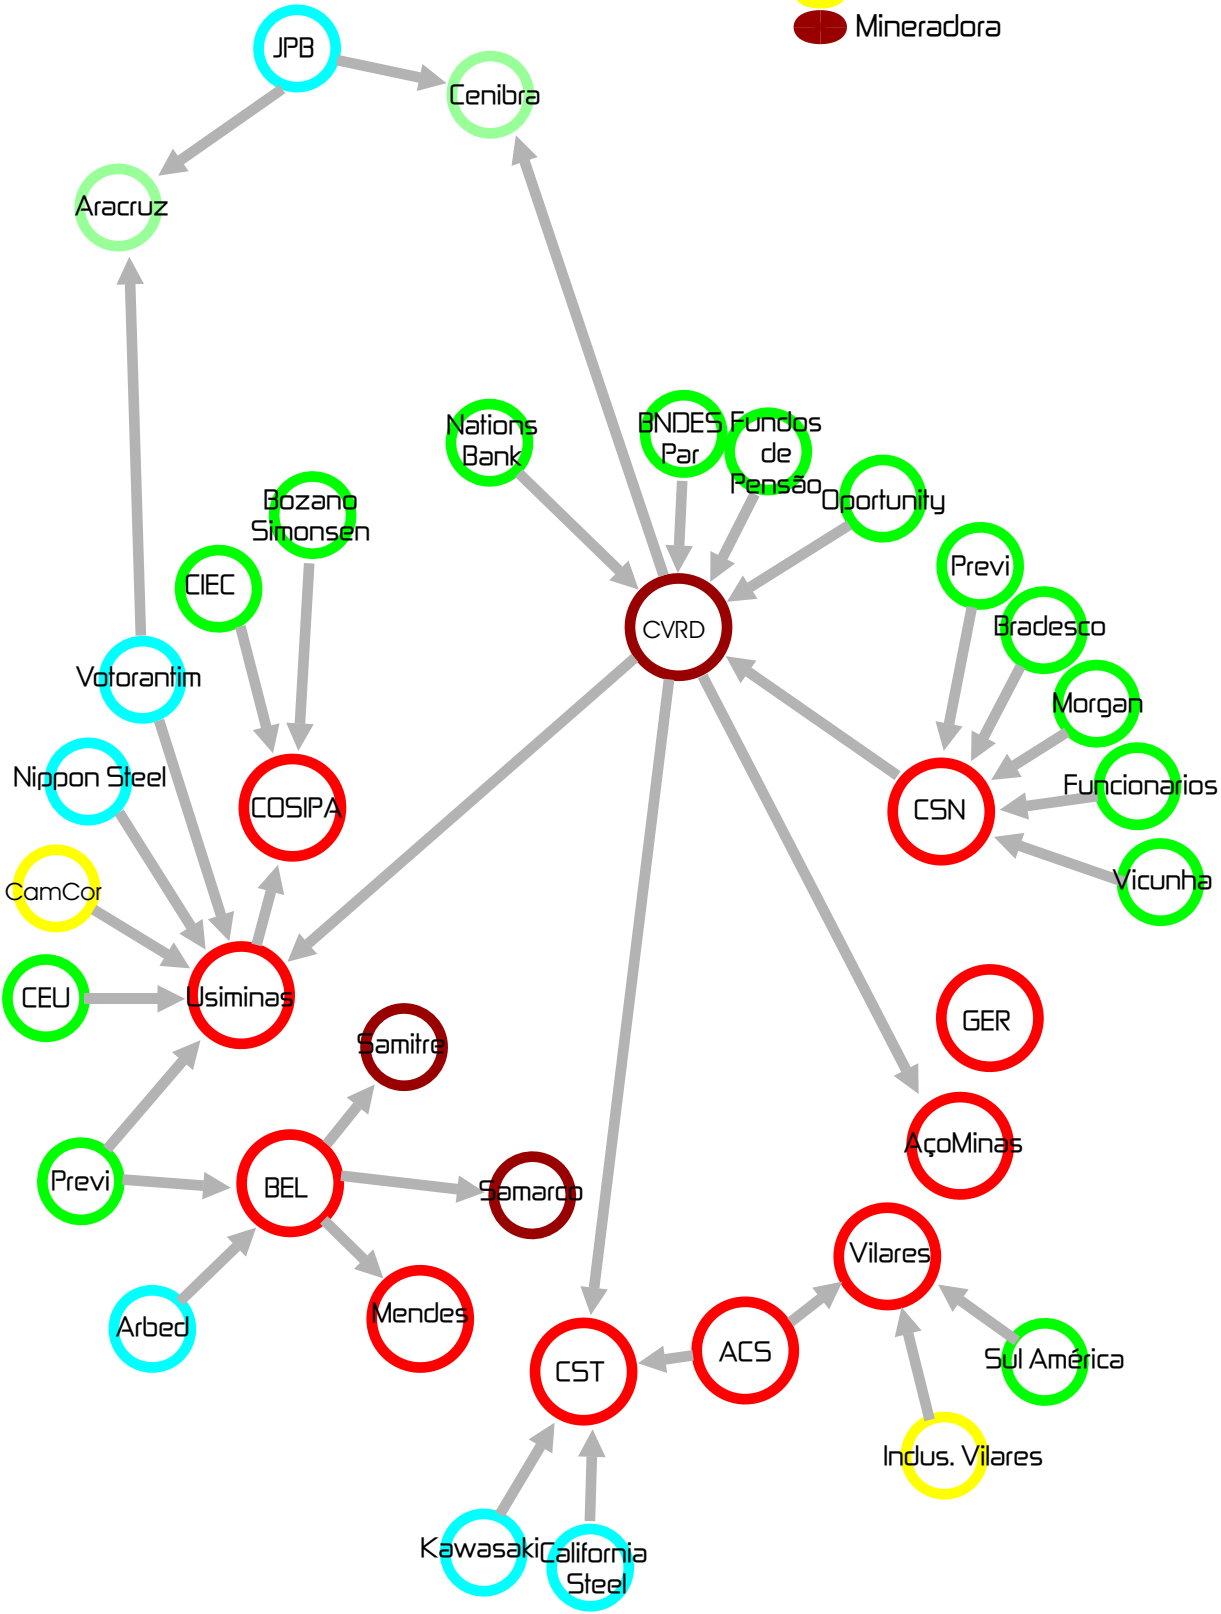 Mineradora
JPB
Cenibra
Aracruz
Nations
Bank
BNDES
Par
Fundos
de
Pensão
Oportunity
Bozano
Simonsen
CIEC
Previ
Bradesco
CVRD
Votorantim
Morgan
Nippon Steel
Funcionarios
COSIPA
CSN
Vicunha
CamCor
CEU
Usiminas
GER
Samitre
AçoMinas
Previ
BEL
Samarco
Vilares
Mendes
Arbed
ACS
Sul América
CST
Indus. Vilares
Kawasaki
California
Steel